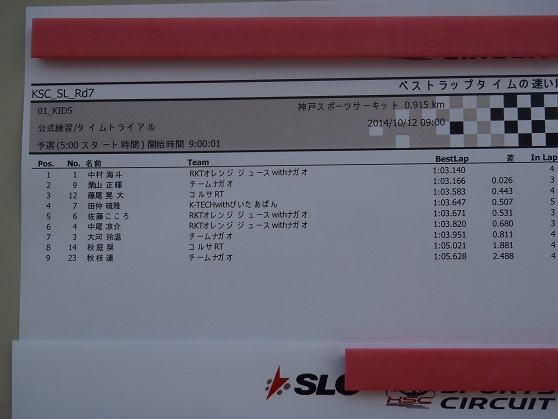 CIRCUIT
KSC_SL_Rd7 ベストラップタイムの速い
01_KIDS 神戸スポーツサーキット 0.915 km
公式練習/タイムトライアル 2014/10/12 09:00
予選 (5:00 スタート時間) 開始時間 9:00:01
Pos. No. 名前 Team BestLap 差 In Lap
1 1 中村 海斗 RKTオレンジ ジュース withナガオ 1:03.140 4
2 9 栗山 正暉 チームナガオ 1:03.166 0.026 3
3 12 藤尾 晃大 コルサRT 1:03.583 0.443 4
4 7 田仲 琉雅 K-TECHwithぴいた あぱん 1:03.647 0.507 5
5 6 佐藤 こころ RKTオレンジ ジュース withナガオ 1:03.671 0.531 3
6 4 中尾 凉介 RKTオレンジ ジュース withナガオ 1:03.820 0.680 3
7 3 大河 玲温 チームナガオ 1:03.951 0.811 4
8 14 秋庭 葵 コルサRT 1:05.021 1.881 4
9 23 秋枝 達 チームナガオ 1:05.628 2.488 4
SL
HSC SPORTS
CIRCUIT